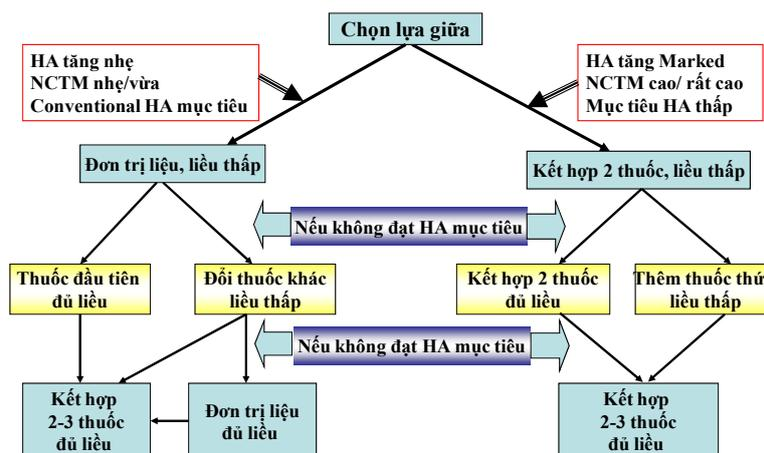 Chọn lựa giữa
HA tăng nhẹ
NCTM nhẹ/vừa
Conventional HA mục tiêu
HA tăng Marked
NCTM cao/ rất cao
Mục tiêu HA thấp
Đơn trị liệu, liều thấp
Kết hợp 2 thuốc, liều thấp
Nếu không đạt HA mục tiêu
Thuốc đầu tiên
đủ liều
Đổi thuốc khác
liều thấp
Kết hợp 2 thuốc
đủ liều
Thêm thuốc thứ
liều thấp
Nếu không đạt HA mục tiêu
Kết hợp
2-3 thuốc
đủ liều
Đơn trị liệu
đủ liều
Kết hợp
2-3 thuốc
đủ liều